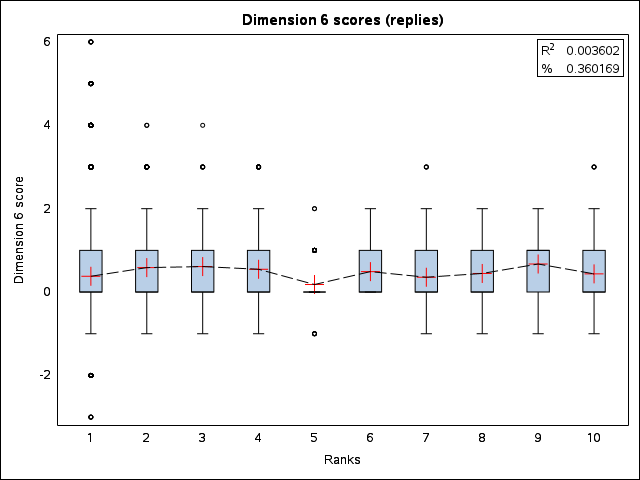 Dimension 6 scores (replies)
R² 0.003602
% 0.360169
6
4
2
0
-2
Dimension 6 score
1 2 3 4 5 6 7 8 9 10
Ranks